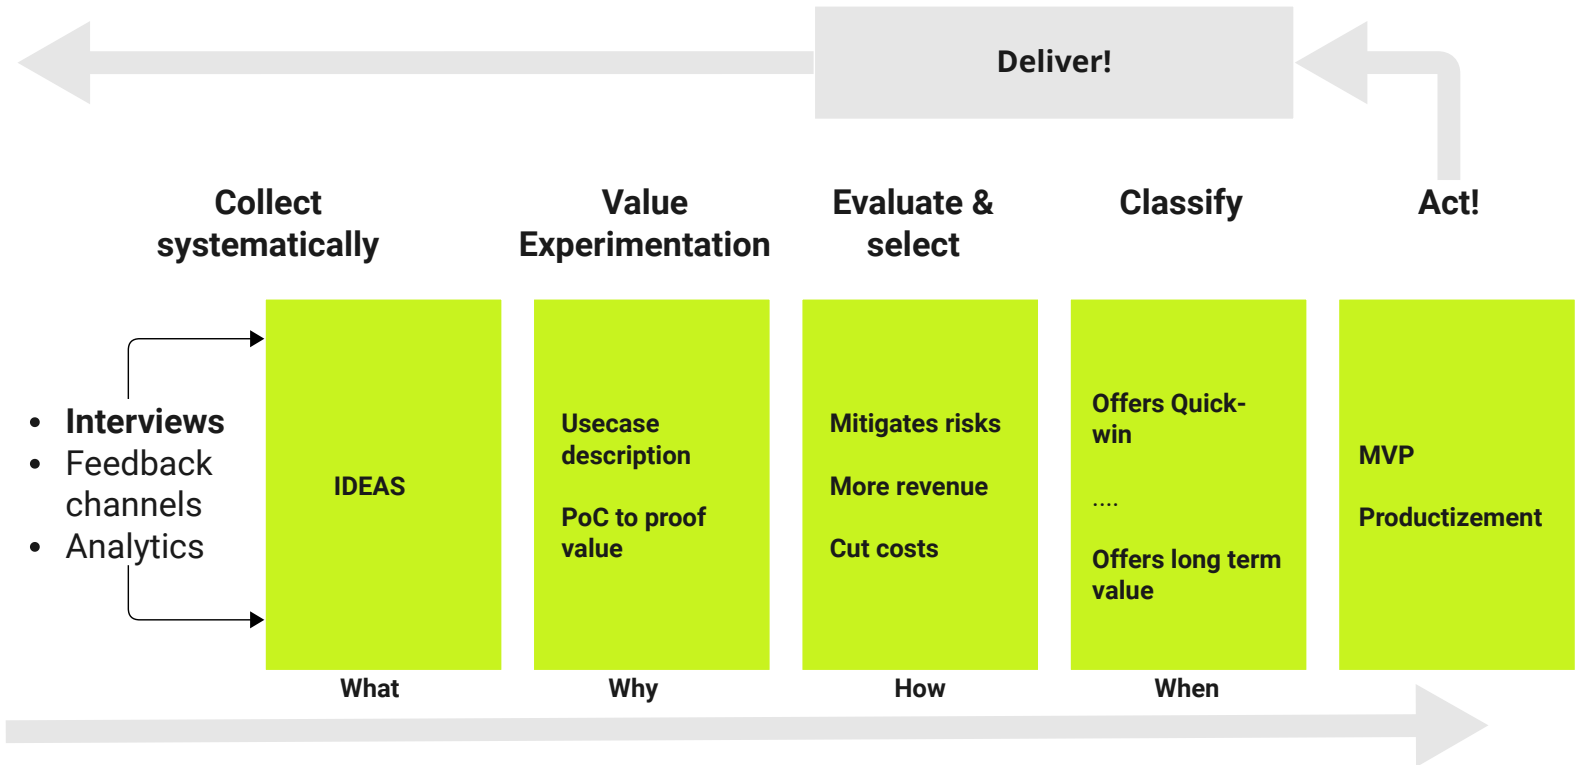 Deliver!
Collect
systematically
Value
Experimentation
Evaluate &
select
Classify
Act!
• Interviews
• Feedback
channels
• Analytics
IDEAS
Usecase
description
PoC to proof
value
Mitigates risks
More revenue
Cut costs
Offers Quick-
win
....
Offers long term
value
MVP
Productizement
What
Why
How
When